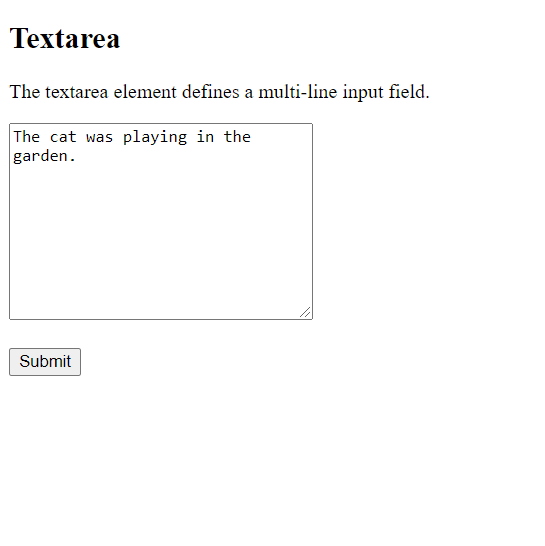 Textarea
The textarea element defines a multi-line input field.
The cat was playing in the
garden.
Submit